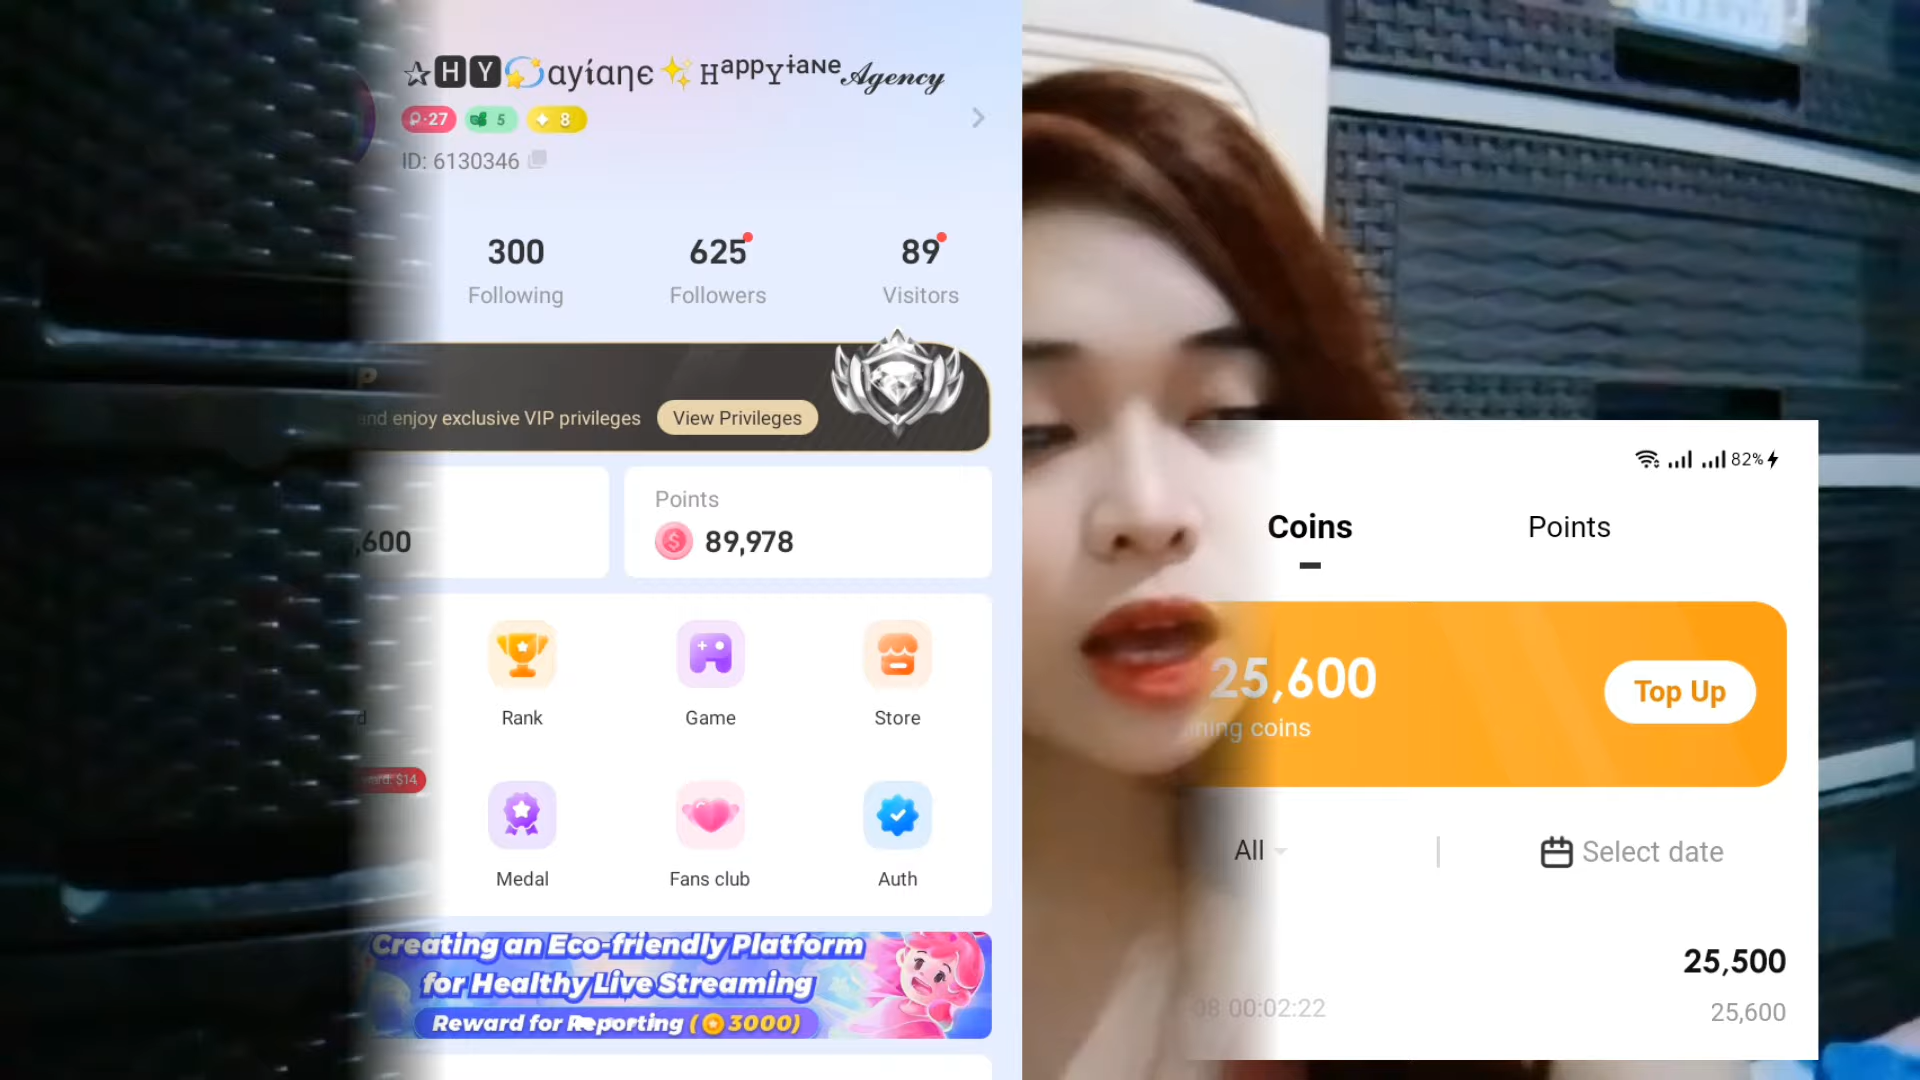 ☆🅷🆈💫αуíαηє✨HᵃᵖᵖYⁱᵃⁿᵉ𝒜𝑔𝑒𝓃𝒸𝓎
27 5 8
ID: 6130346
300 625 89
Following Followers Visitors
P
and enjoy exclusive VIP privileges View Privileges
Points
,600 89,978
Rank Game Store
$14
Medal Fans club Auth
Creating an Eco-friendly Platform
for Healthy Live Streaming
Reward for Reporting (3000)
82%
Coins Points
25,600 Top Up
coins
All Select date
25,500
08 00:02:22 25,600